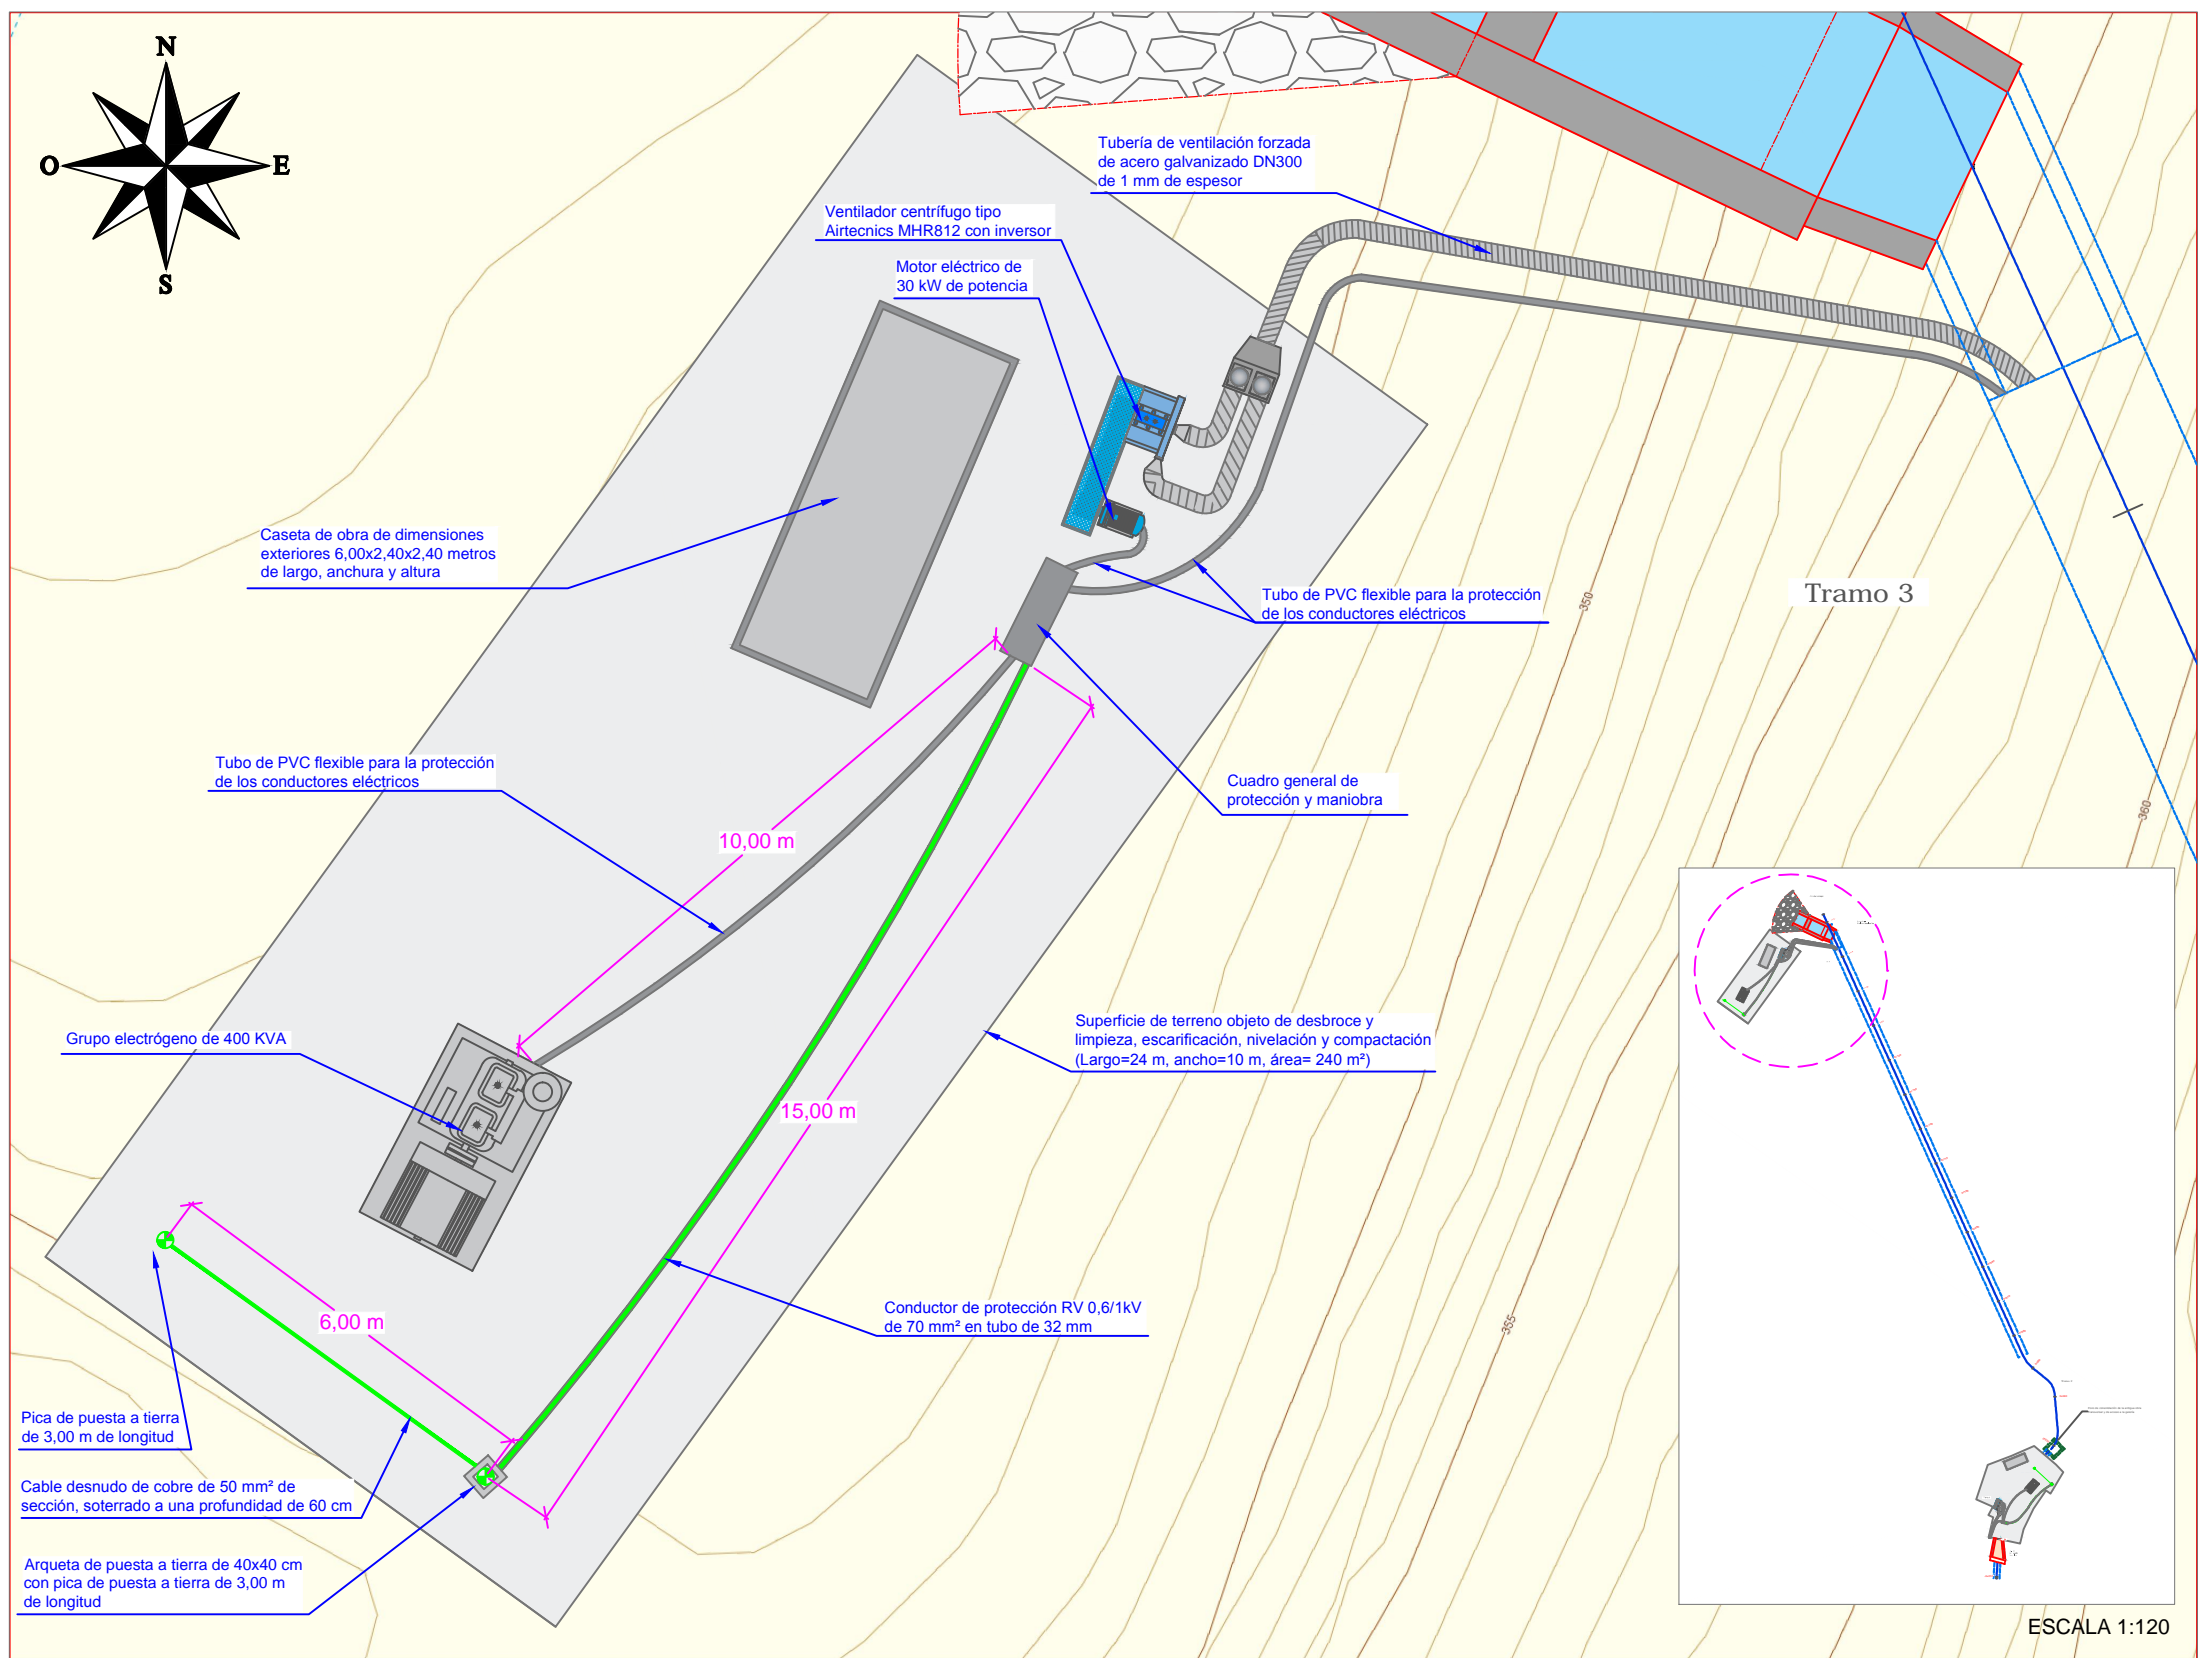 N
O
E
S
Tubería de ventilación forzada
de acero galvanizado DN300
de 1 mm de espesor
Ventilador centrífugo tipo
Airtecnics MHR812 con inversor
Motor eléctrico de
30 kW de potencia
Caseta de obra de dimensiones
exteriores 6,00x2,40x2,40 metros
de largo, anchura y altura
Tubo de PVC flexible para la protección
de los conductores eléctricos
350
Tramo 3
Tubo de PVC flexible para la protección
de los conductores eléctricos
Cuadro general de
protección y maniobra
360
10,00 m
Grupo electrógeno de 400 KVA
Superficie de terreno objeto de desbroce y
limpieza, escarificación, nivelación y compactación
(Largo=24 m, ancho=10 m, área= 240 m²)
15,00 m
6,00 m
Conductor de protección RV 0,6/1kV
de 70 mm² en tubo de 32 mm
355
Pica de puesta a tierra
de 3,00 m de longitud
Cable desnudo de cobre de 50 mm² de
sección, soterrado a una profundidad de 60 cm
Arqueta de puesta a tierra de 40x40 cm
con pica de puesta a tierra de 3,00 m
de longitud
ESCALA 1:120